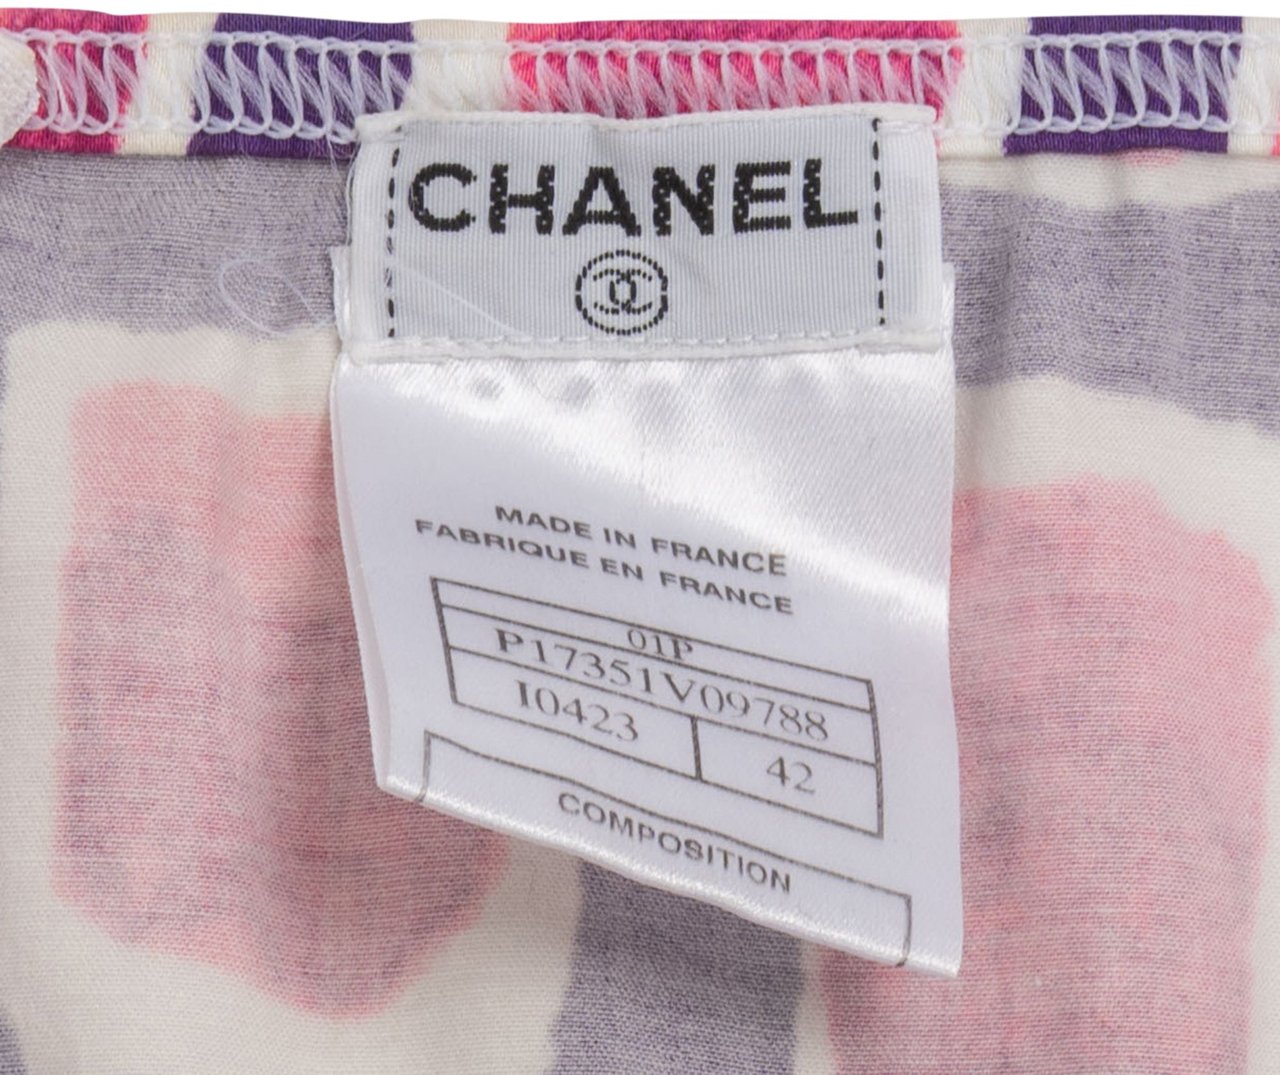 CHANEL
MADE IN FRANCE
FABRIQUE EN FRANCE
01P
P17351V09788
I0423 42
COMPOSITION